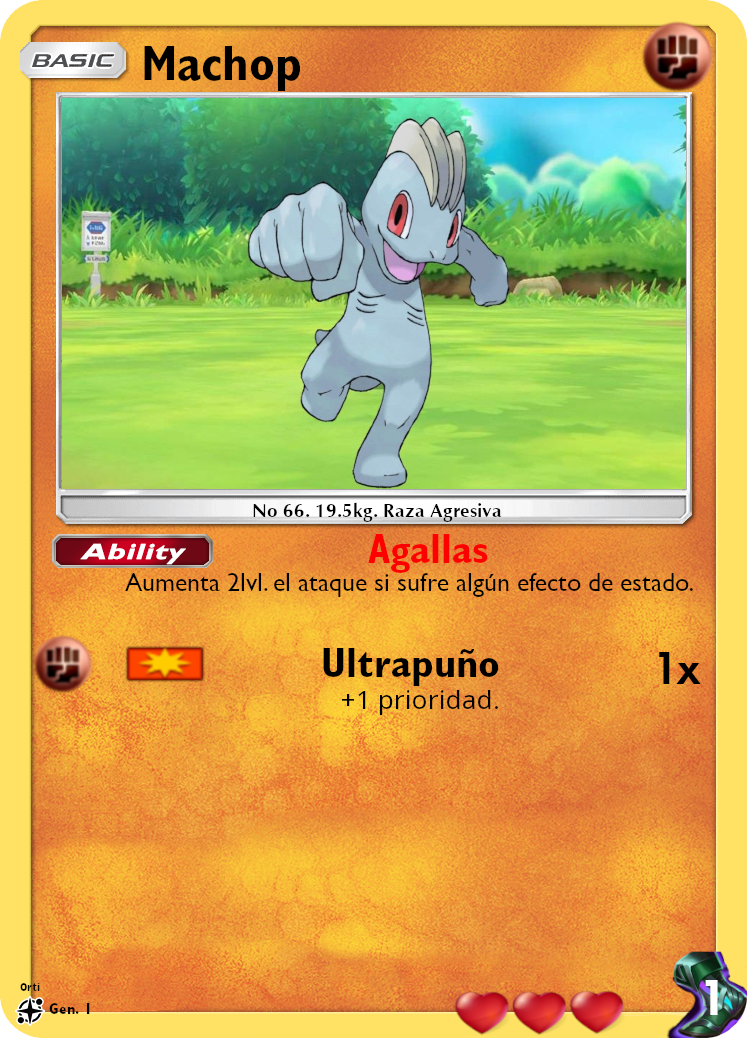 BASIC
Machop
No 66. 19.5kg. Raza Agresiva
Ability
Agallas
Aumenta 2lvl. el ataque si sufre algún efecto de estado.
Ultrapuño
1x
+1 prioridad.
Orti
Gen. 1
1